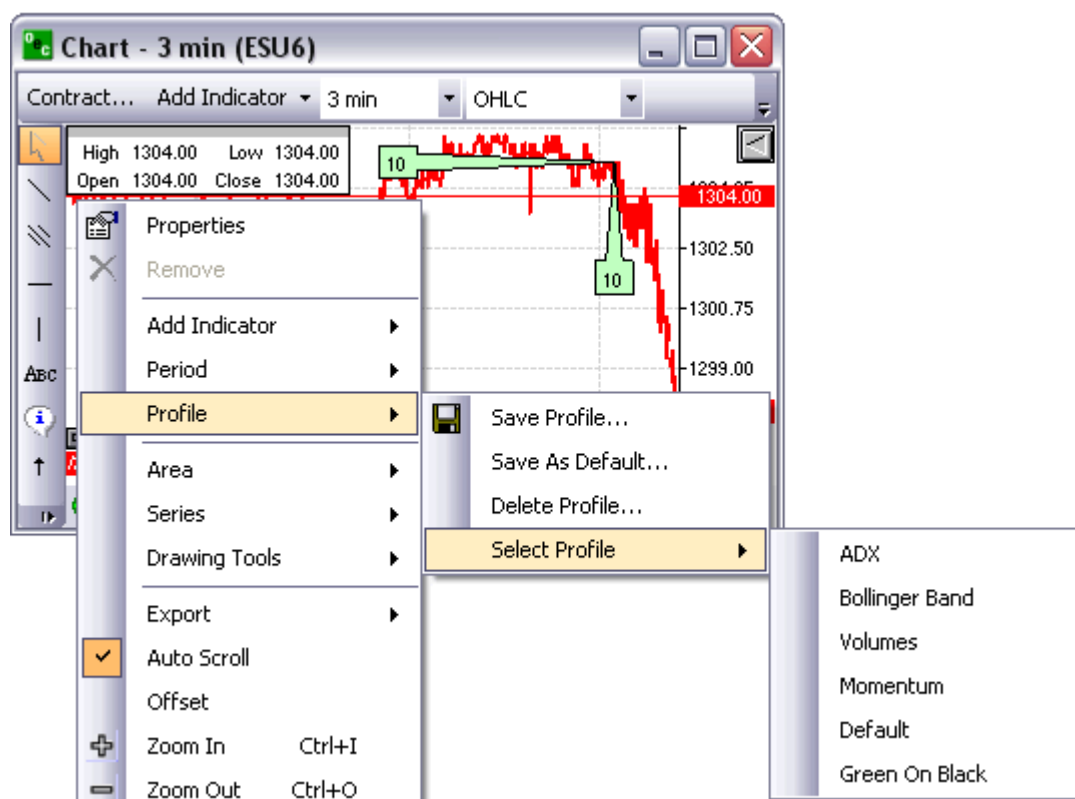 Oec Chart - 3 min (ESU6)
Contract... Add Indicator 3 min OHLC
High 1304.00 Low 1304.00
Open 1304.00 Close 1304.00
10
1304.00
1302.50
10
1300.75
1299.00
ABC
Properties
Remove
Add Indicator
Period
Profile
Area
Series
Drawing Tools
Export
Auto Scroll
Offset
Zoom In Ctrl+I
Zoom Out Ctrl+O
Save Profile...
Save As Default...
Delete Profile...
Select Profile
ADX
Bollinger Band
Volumes
Momentum
Default
Green On Black